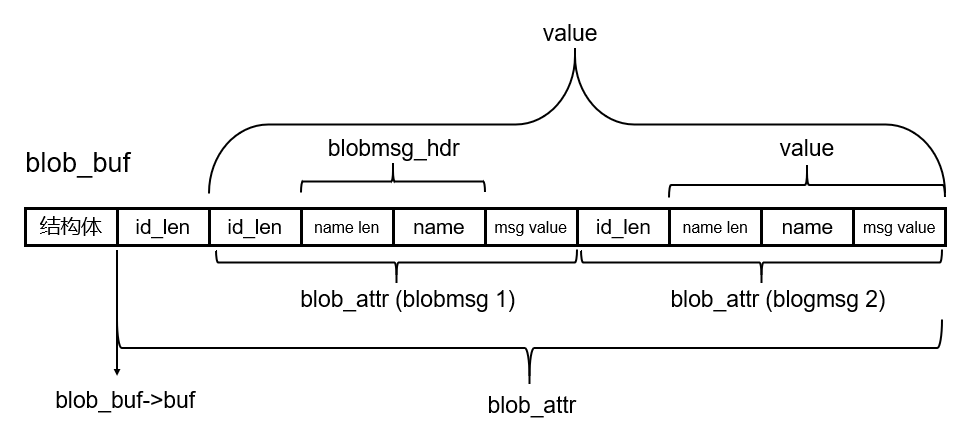 value
blobmsg_hdr
value
blob_buf
结构体 id_len id_len name len name msg value id_len name len name msg value
blob_attr (blobmsg 1)
blob_attr (blogmsg 2)
blob_buf->buf
blob_attr